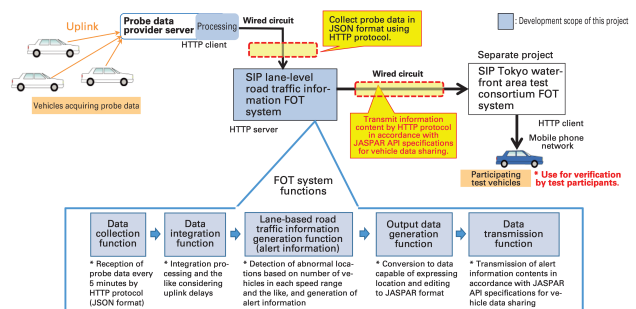 Uplink
Probe data
provider server
Processing
HTTP client
Wired circuit
Collect probe data in
JSON format using
HTTP protocol.
: Development scope of this project
Vehicles acquiring probe data
SIP lane-level
road traffic infor-
mation FOT
system
HTTP server
Wired circuit
Transmit information
content by HTTP protocol
in accordance with
JASPAR API specifications
for vehicle data sharing.
Separate project
SIP Tokyo water-
front area test
consortium FOT
system
HTTP client
Mobile phone
network
Participating
test vehicles
* Use for verification
by test participants.
FOT system
functions
Data
collection
function
Data
integration
function
Lane-based road
traffic information
generation function
(alert information)
Output data
generation
function
Data
transmission
function
* Reception of
probe data every
5 minutes by
HTTP protocol
(JSON format)
* Integration pro-
cessing and
the like considering
uplink delays
* Detection of abnormal locations
based on number of vehicles
in each speed range
and the like, and generation of
alert information
* Conversion to data
capable of expressing
location and editing
to JASPAR format
* Transmission of alert
information contents in
accordance with JASPAR
API specifications for ve-
hicle data sharing